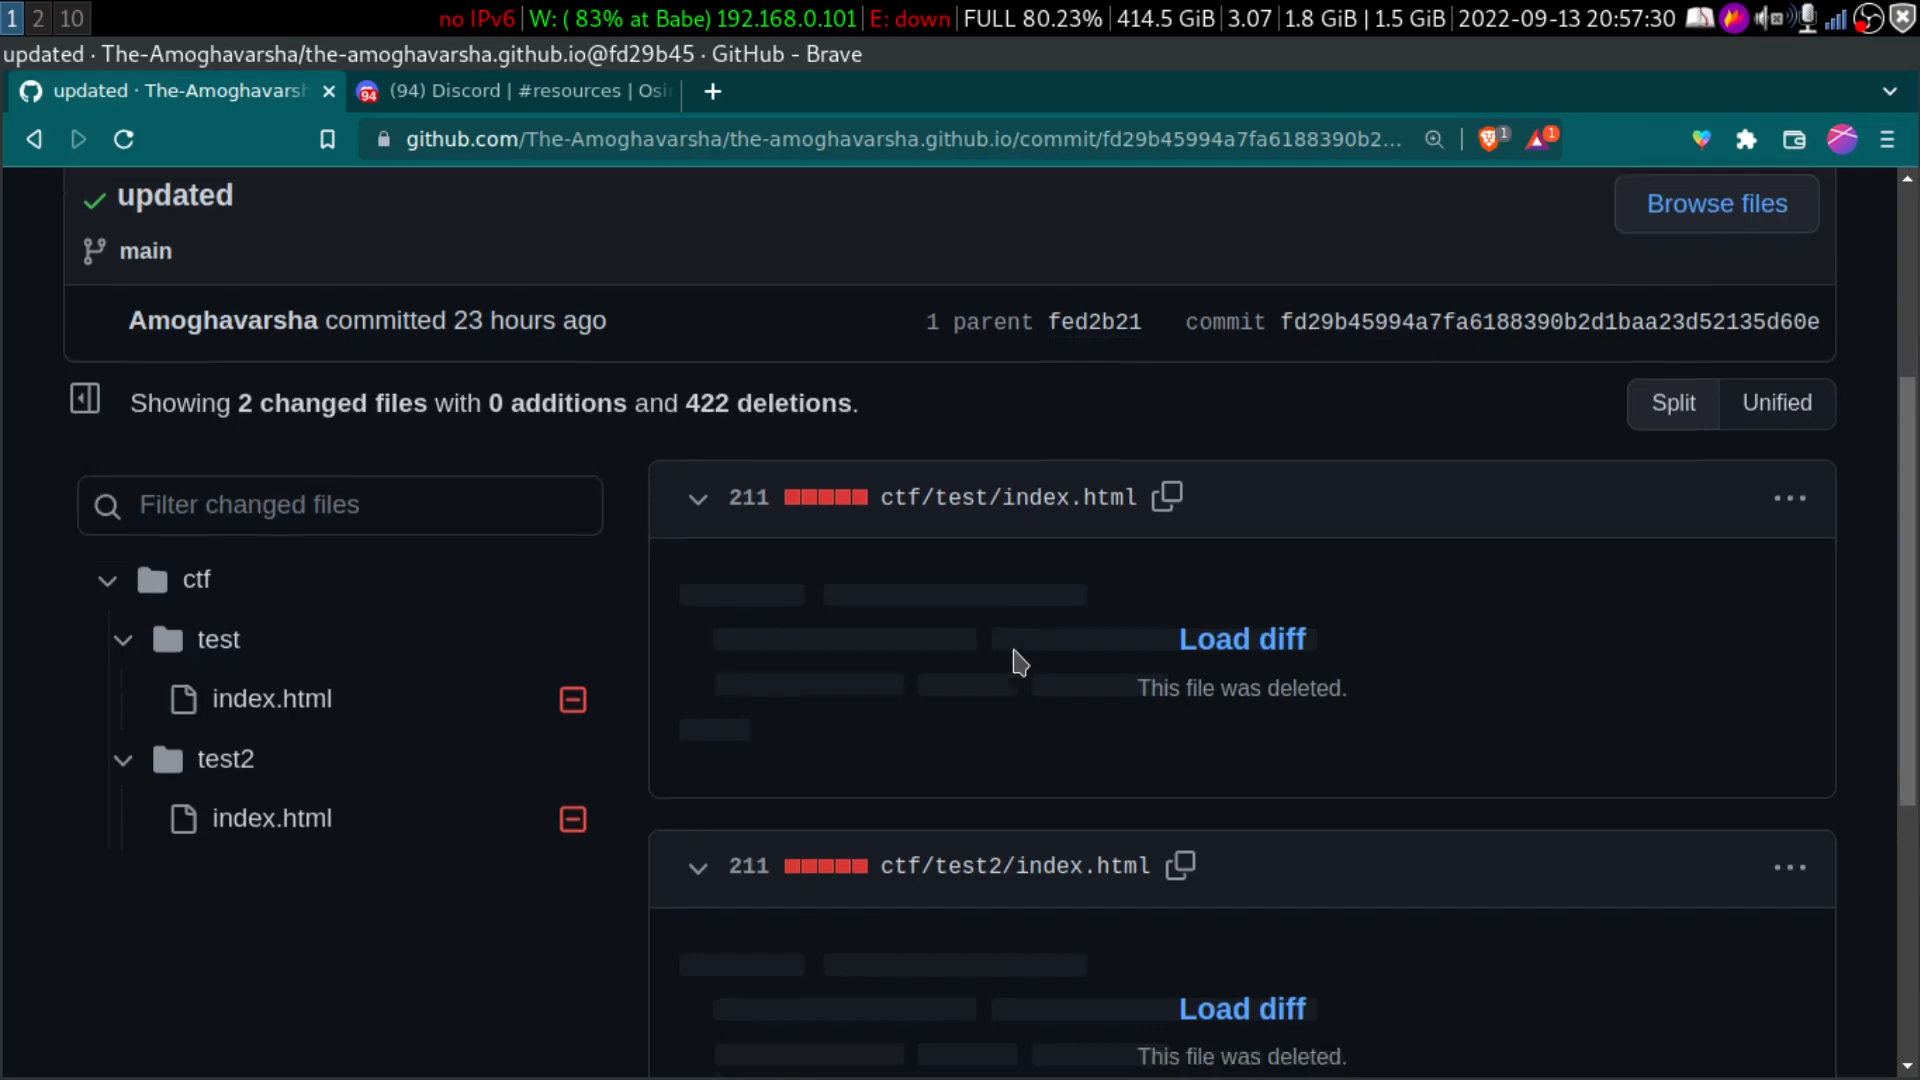 1 2 10 no IPv6 | W: ( 83% at Babe) 192.168.0.101 | E: down | FULL 80.23% | 414.5 GiB | 3.07 | 1.8 GiB | 1.5 GiB | 2022-09-13 20:57:30
updated · The-Amoghavarsha/the-amoghavarsha.github.io@fd29b45 · GitHub - Brave
updated · The-Amoghavarsh 94 (94) Discord | #resources | Osi
github.com/The-Amoghavarsha/the-amoghavarsha.github.io/commit/fd29b45994a7fa6188390b2... 1 1
updated
Browse files
main
Amoghavarsha committed 23 hours ago 1 parent fed2b21 commit fd29b45994a7fa6188390b2d1baa23d52135d60e
Showing 2 changed files with 0 additions and 422 deletions. Split Unified
Filter changed files
ctf
test
index.html
test2
index.html
211 ctf/test/index.html
Load diff
This file was deleted.
211 ctf/test2/index.html
Load diff
This file was deleted.